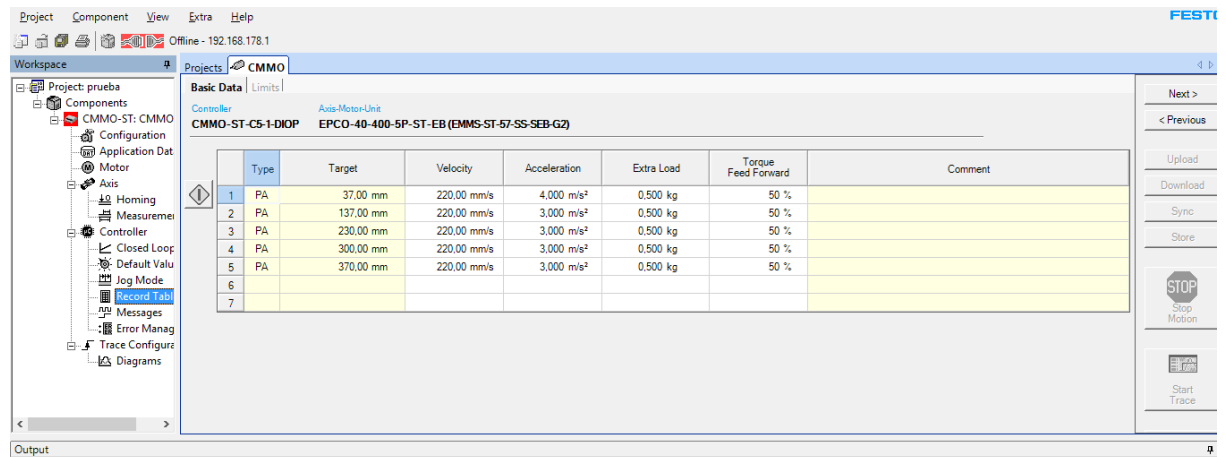 Project Component View Extra Help
FESTO
Offline - 192.168.178.1
Workspace
Projects CMMO
Project: prueba
Components
CMMO-ST: CMMO
Configuration
Application Dat
Motor
Axis
Homing
Measuremen
Controller
Closed Loop
Default Valu
Jog Mode
Record Tabl
Messages
Error Manag
Trace Configura
Diagrams
Basic Data Limits
Controller Axis-Motor-Unit
CMMO-ST-C5-1-DIOP EPCO-40-400-5P-ST-EB (EMMS-ST-57-SS-SEB-G2)
Type Target Velocity Acceleration Extra Load Torque Feed Forward Comment
1 PA 37,00 mm 220,00 mm/s 4,000 m/s² 0,500 kg 50 %
2 PA 137,00 mm 220,00 mm/s 3,000 m/s² 0,500 kg 50 %
3 PA 230,00 mm 220,00 mm/s 3,000 m/s² 0,500 kg 50 %
4 PA 300,00 mm 220,00 mm/s 3,000 m/s² 0,500 kg 50 %
5 PA 370,00 mm 220,00 mm/s 3,000 m/s² 0,500 kg 50 %
6
7
Next >
< Previous
Upload
Download
Sync
Store
STOP
Stop
Motion
Start
Trace
Output